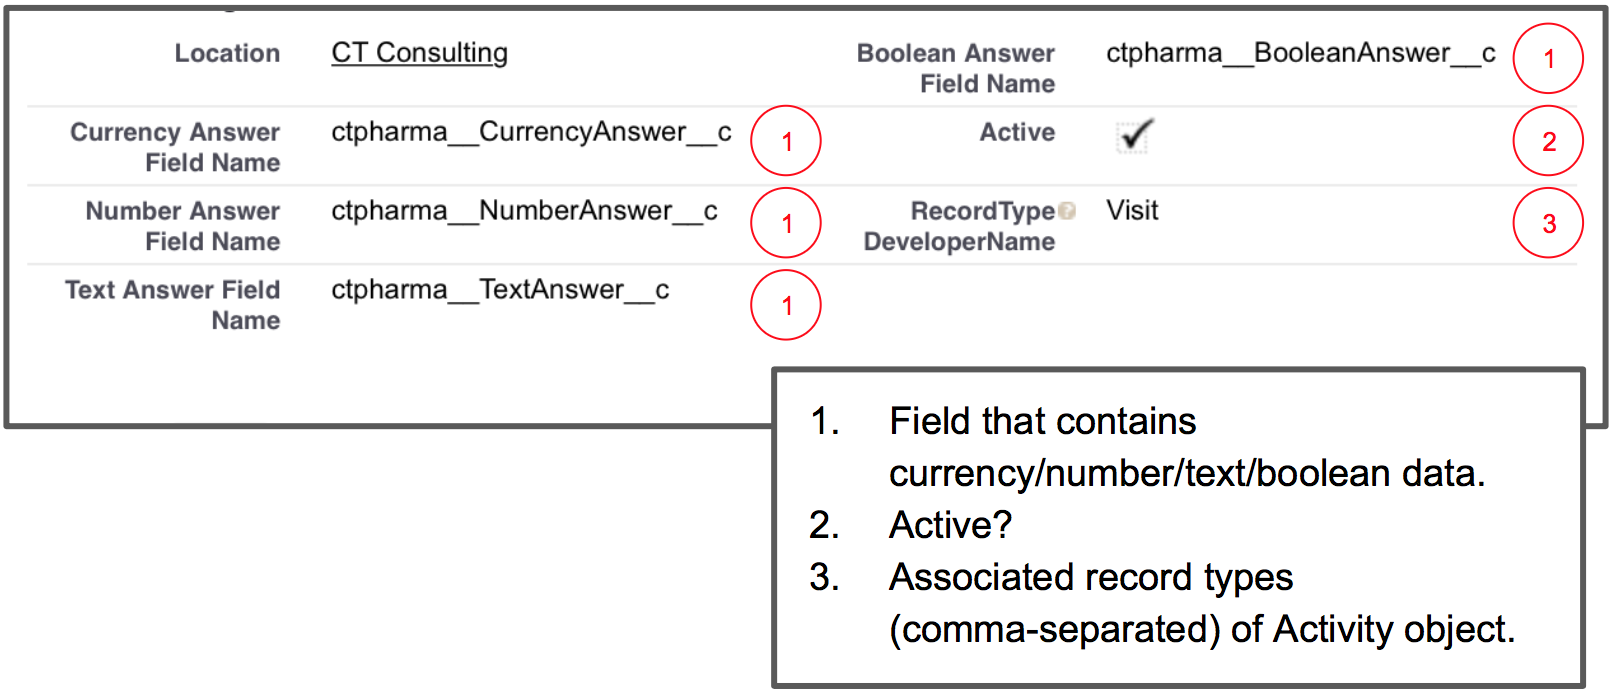 Location CT Consulting Boolean Answer Field Name ctpharma__BooleanAnswer__c 1
Currency Answer Field Name ctpharma__CurrencyAnswer__c 1 Active 2
Number Answer Field Name ctpharma__NumberAnswer__c 1 RecordType DeveloperName ? Visit 3
Text Answer Field Name ctpharma__TextAnswer__c 1
1. Field that contains
currency/number/text/boolean data.
2. Active?
3. Associated record types
(comma-separated) of Activity object.